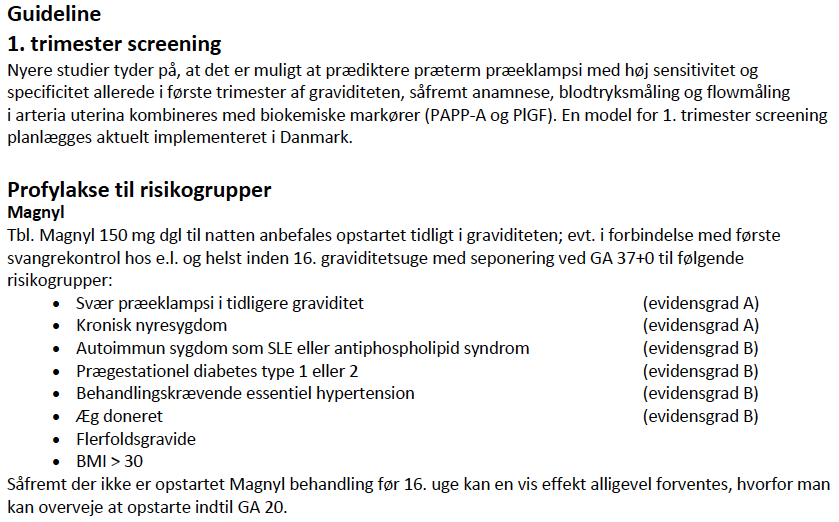 Guideline
1. trimester screening
Nyere studier tyder på, at det er muligt at prædiktere præterm præeklampsi med høj sensitivitet og
specificitet allerede i første trimester af graviditeten, såfremt anamnese, blodtryksmåling og flowmåling
i arteria uterina kombineres med biokemiske markører (PAPP-A og PlGF). En model for 1. trimester screening
planlægges aktuelt implementeret i Danmark.
Profylakse til risikogrupper
Magnyl
Tbl. Magnyl 150 mg dgl til natten anbefales opstartet tidligt i graviditeten; evt. i forbindelse med første
svangrekontrol hos e.l. og helst inden 16. graviditetsuge med seponering ved GA 37+0 til følgende
risikogrupper:
• Svær præeklampsi i tidligere graviditet (evidensgrad A)
• Kronisk nyresygdom (evidensgrad A)
• Autoimmun sygdom som SLE eller antiphospholipid syndrom (evidensgrad B)
• Prægestationel diabetes type 1 eller 2 (evidensgrad B)
• Behandlingskrævende essentiel hypertension (evidensgrad B)
• Æg doneret (evidensgrad B)
• Flerfoldsgravide
• BMI > 30
Såfremt der ikke er opstartet Magnyl behandling før 16. uge kan en vis effekt alligevel forventes, hvorfor man
kan overveje at opstarte indtil GA 20.